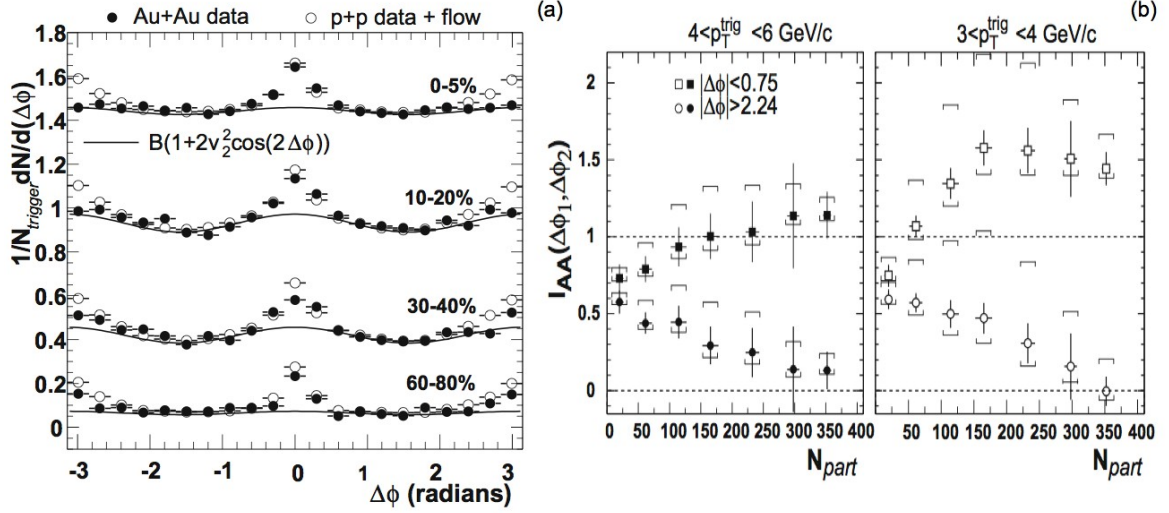 ● Au+Au data ○ p+p data + flow
(a)
1/N_trigger dN/d(Δϕ)
1.8
1.6
1.4
1.2
1
0.8
0.6
0.4
0.2
0
0-5%
B(1+2v₂²cos(2Δϕ))
10-20%
30-40%
60-80%
-3 -2 -1 0 1 2 3
Δϕ (radians)
(b)
4<p_T^trig <6 GeV/c
3<p_T^trig <4 GeV/c
□■|Δϕ|<0.75
○●|Δϕ|>2.24
I_AA(Δϕ₁,Δϕ₂)
2
1.5
1
0.5
0
0 50 100 150 200 250 300 350 400
N_part
0 50 100 150 200 250 300 350 400
N_part